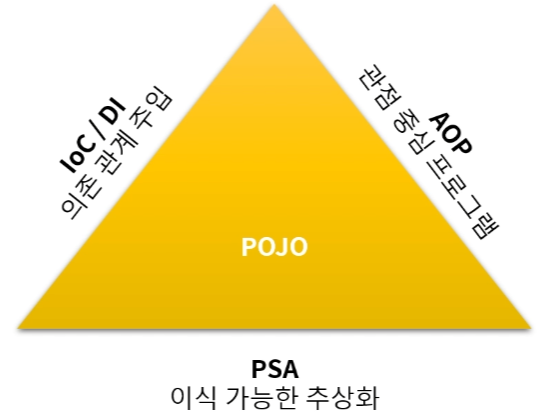 IoC / DI
의존 관계 주입
AOP
관점 중심 프로그램
POJO
PSA
이식 가능한 추상화